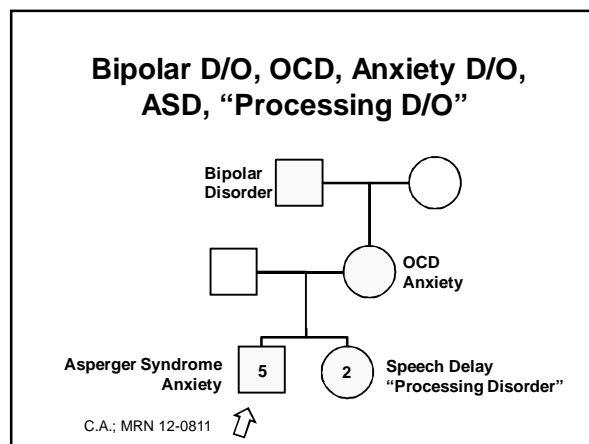 Bipolar D/O, OCD, Anxiety D/O,
ASD, “Processing D/O”
Bipolar
Disorder
OCD
Anxiety
Asperger Syndrome
Anxiety
5
2
Speech Delay
“Processing Disorder”
C.A.; MRN 12-0811